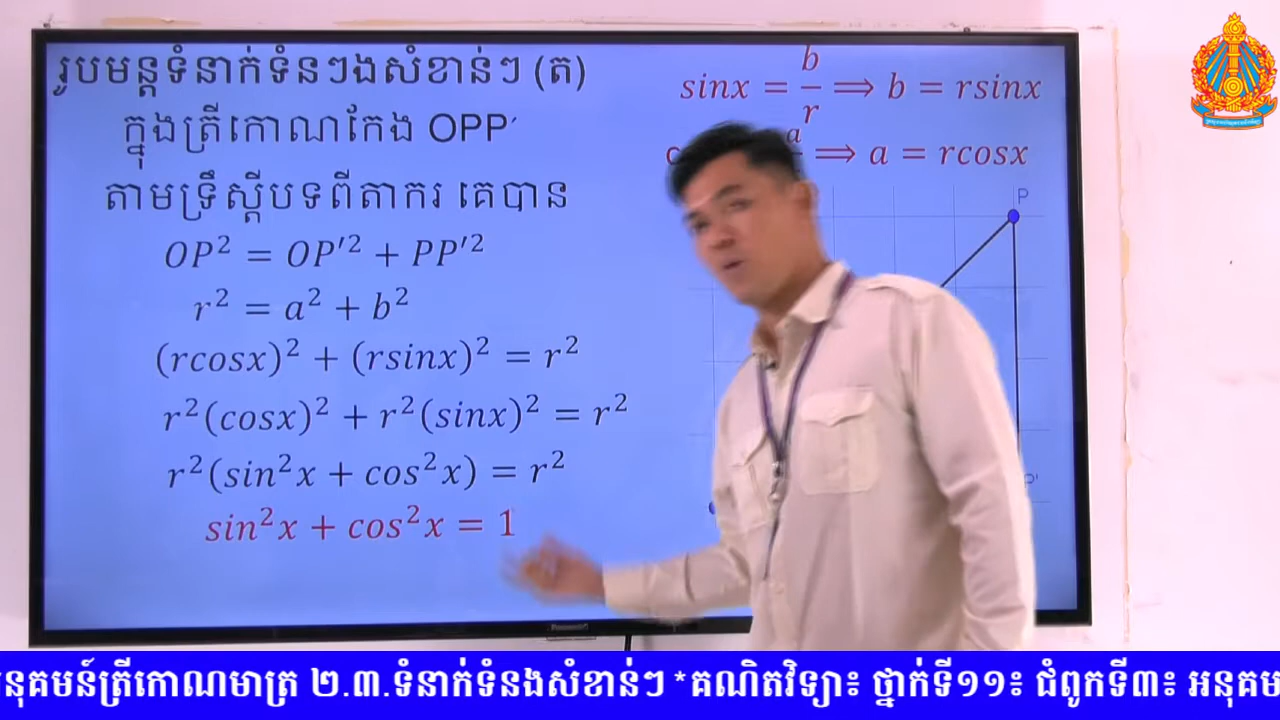 រូបមន្តទំនាក់ទំនៗងសំខាន់ៗ (ត)
ក្នុងត្រីកោណកែង OPP′
តាមទ្រឹស្តីបទពីតាករ គេបាន
OP² = OP′² + PP′²
r² = a² + b²
(rcosx)² + (rsinx)² = r²
r²(cosx)² + r²(sinx)² = r²
r²(sin²x + cos²x) = r²
sin²x + cos²x = 1
sinx = b/r ⟹ b = rsinx
a ⟹ a = rcosx
P
P'
នុគមន៍ត្រីកោណមាត្រ ២.៣.ទំនាក់ទំនងសំខាន់ៗ *គណិតវិទ្យា៖ ថ្នាក់ទី១១៖ ជំពូកទី៣៖ អនុគម